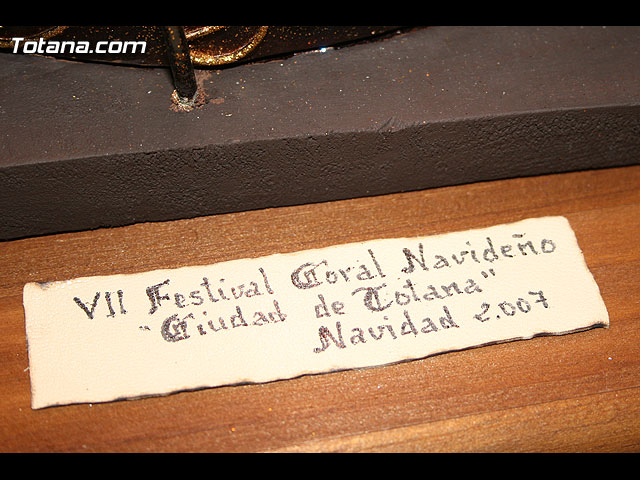 Totana.com
VII Festival Coral Navideño
"Ciudad de Totana"
Navidad 2.007